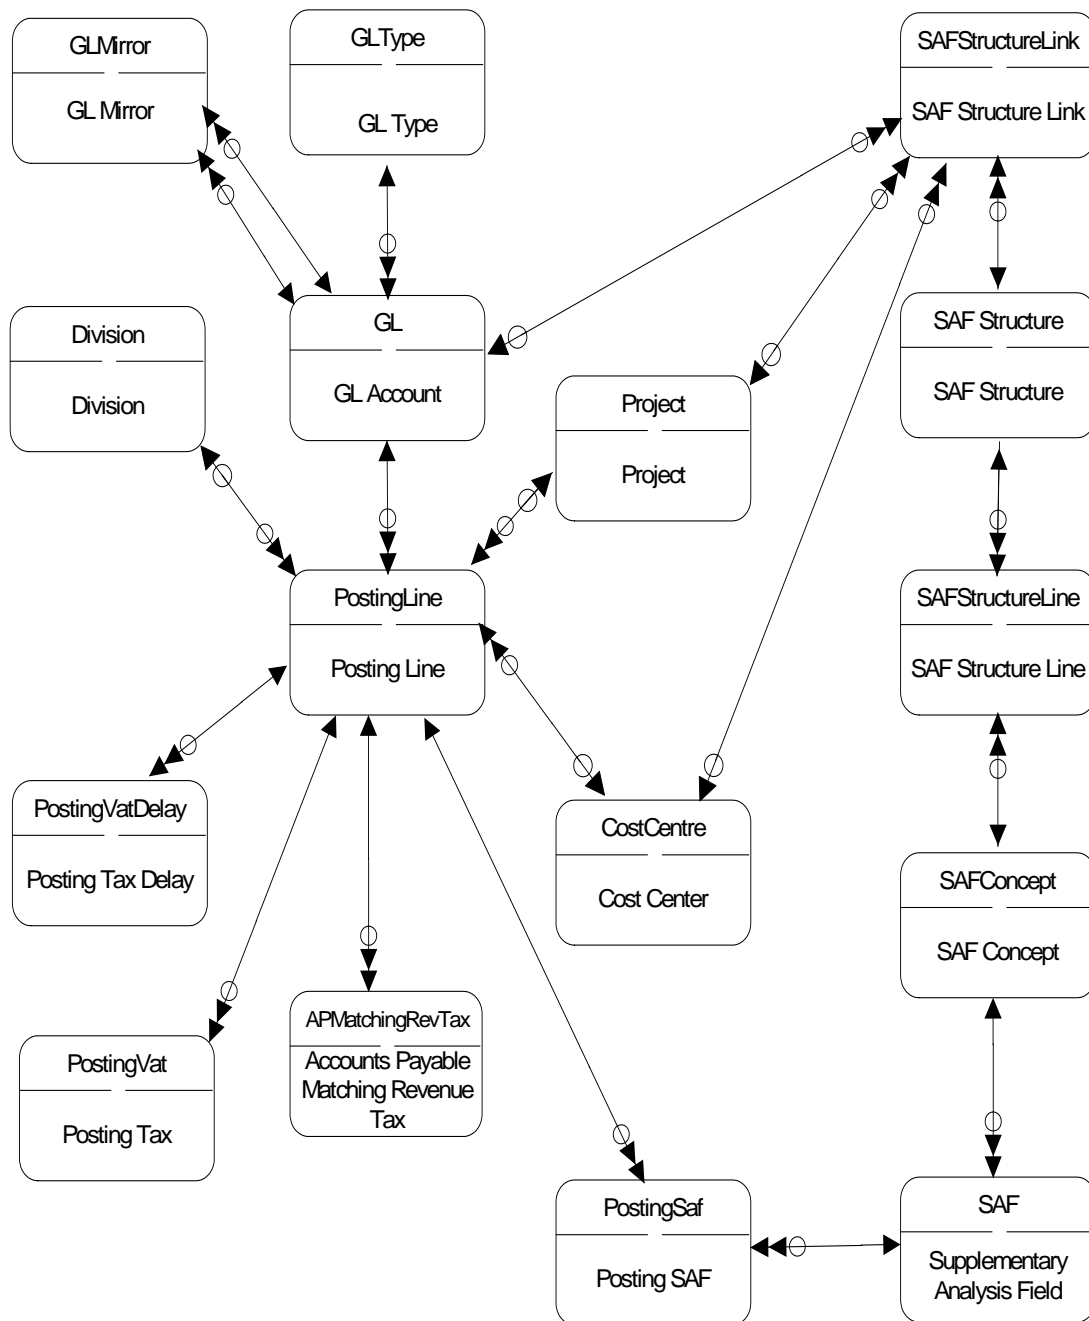 GLMirror
GL Mirror
GLType
GL Type
SAFStructureLink
SAF Structure Link
Division
Division
GL
GL Account
Project
Project
SAF Structure
SAF Structure
PostingLine
Posting Line
SAFStructureLine
SAF Structure Line
PostingVatDelay
Posting Tax Delay
CostCentre
Cost Center
SAFConcept
SAF Concept
PostingVat
Posting Tax
APMatchingRevTax
Accounts Payable
Matching Revenue
Tax
PostingSaf
Posting SAF
SAF
Supplementary
Analysis Field